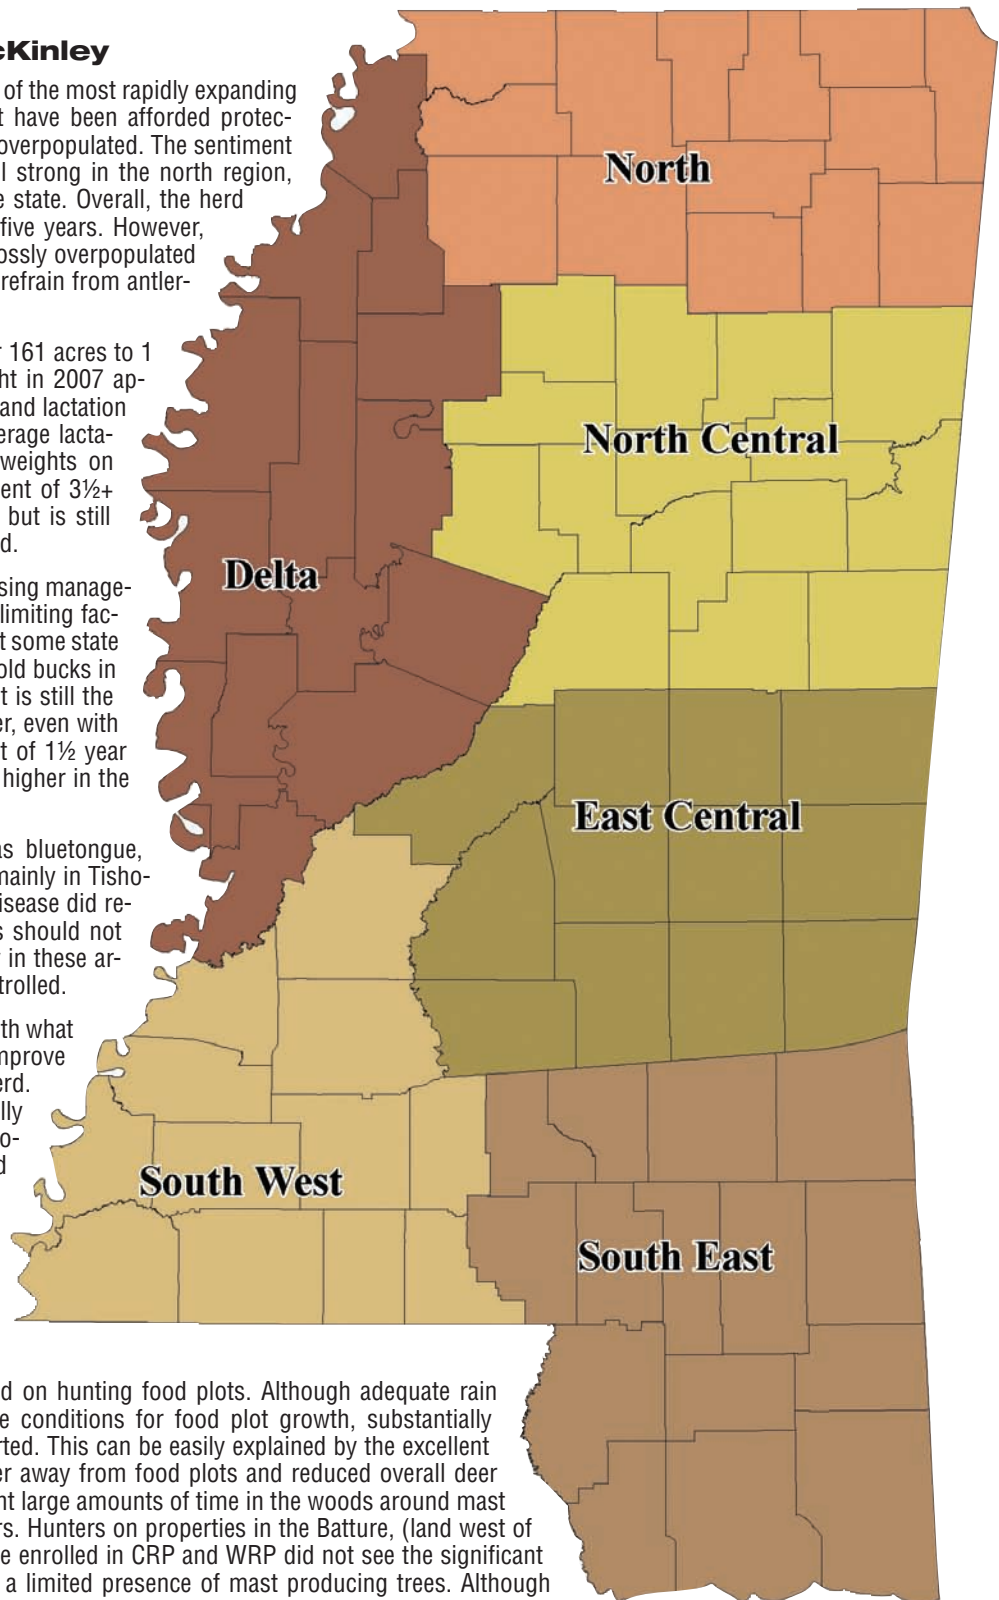 cKinley
of the most rapidly expanding
t have been afforded protec-
overpopulated. The sentiment
l strong in the north region,
e state. Overall, the herd
five years. However,
ossly overpopulated
refrain from antler-
r 161 acres to 1
ht in 2007 ap-
and lactation
erage lacta-
weights on
ent of 3½+
but is still
d.
sing manage-
limiting fac-
t some state
old bucks in
t is still the
er, even with
t of 1½ year
higher in the
as bluetongue,
mainly in Tisho-
isease did re-
s should not
r in these ar-
trolled.
th what
mprove
erd.
lly
o-
d
North
North Central
Delta
East Central
South West
South East
d on hunting food plots. Although adequate rain
e conditions for food plot growth, substantially
rted. This can be easily explained by the excellent
er away from food plots and reduced overall deer
nt large amounts of time in the woods around mast
rs. Hunters on properties in the Batture, (land west of
e enrolled in CRP and WRP did not see the significant
a limited presence of mast producing trees. Although